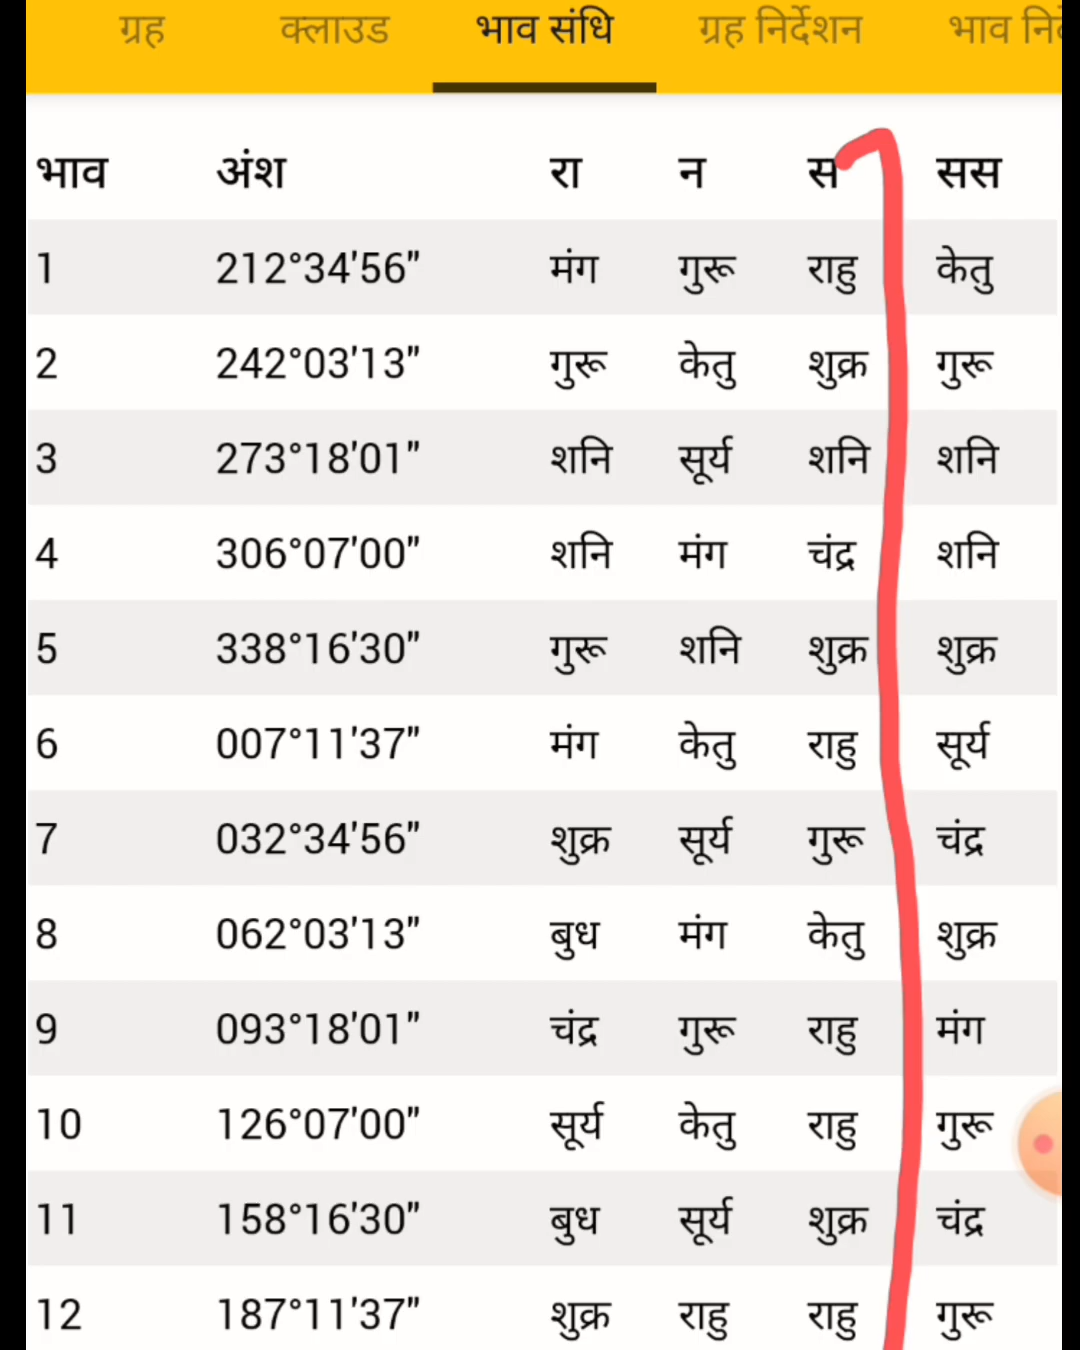 ग्रह क्लाउड भाव संधि ग्रह निर्देशन भाव
भाव अंश रा न स सस
1 212°34'56" मंग गुरू राहु केतु
2 242°03'13" गुरू केतु शुक्र गुरू
3 273°18'01" शनि सूर्य शनि शनि
4 306°07'00" शनि मंग चंद्र शनि
5 338°16'30" गुरू शनि शुक्र शुक्र
6 007°11'37" मंग केतु राहु सूर्य
7 032°34'56" शुक्र सूर्य गुरू चंद्र
8 062°03'13" बुध मंग केतु शुक्र
9 093°18'01" चंद्र गुरू राहु मंग
10 126°07'00" सूर्य केतु राहु गुरू
11 158°16'30" बुध सूर्य शुक्र चंद्र
12 187°11'37" शुक्र राहु राहु गुरू